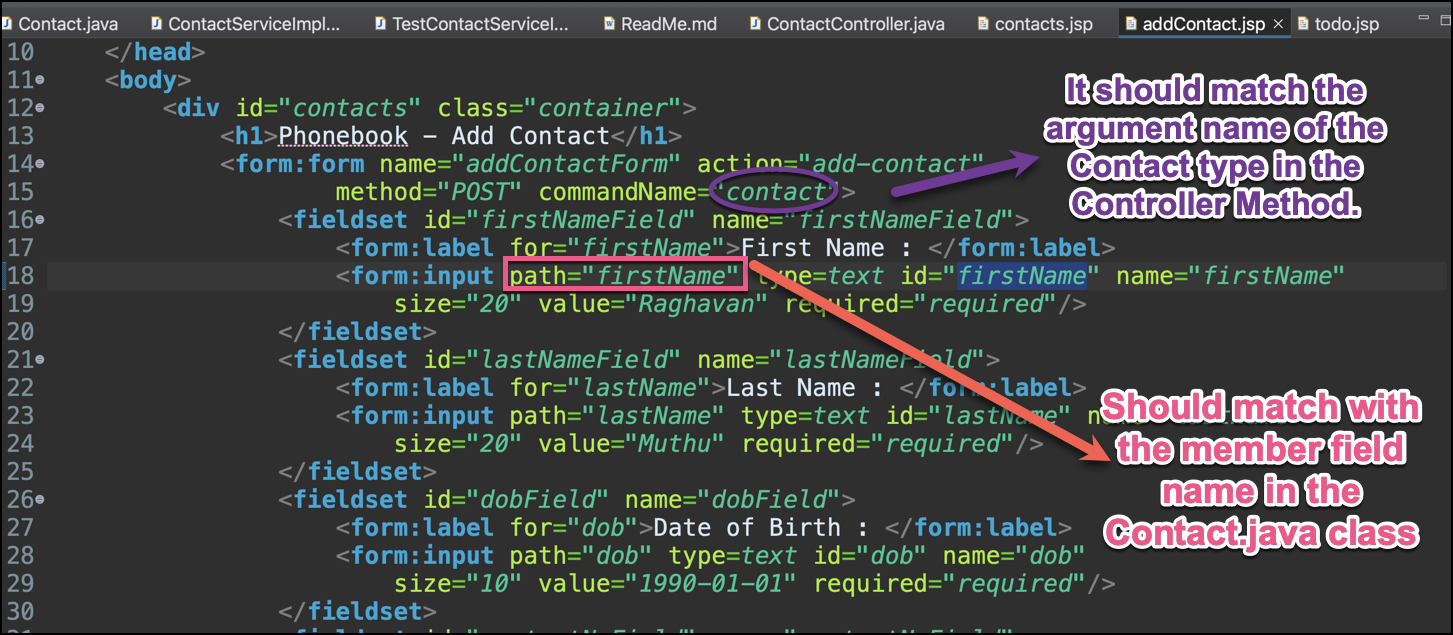 Contact.java ContactServiceImpl... TestContactServiceI... ReadMe.md ContactController.java contacts.jsp addContact.jsp × todo.jsp
10 </head>
11 <body>
12 <div id="contacts" class="container">
13 <h1>Phonebook - Add Contact</h1>
14 <form:form name="addContactForm" action="add-contact"
15 method="POST" commandName="contact">
16 <fieldset id="firstNameField" name="firstNameField">
17 <form:label for="firstName">First Name : </form:label>
18 <form:input path="firstName" type=text id="firstName" name="firstName"
19 size="20" value="Raghavan" required="required"/>
20 </fieldset>
21 <fieldset id="lastNameField" name="lastNameField">
22 <form:label for="lastName">Last Name : </form:label>
23 <form:input path="lastName" type=text id="lastName"
24 size="20" value="Muthu" required="required"/>
25 </fieldset>
26 <fieldset id="dobField" name="dobField">
27 <form:label for="dob">Date of Birth : </form:label>
28 <form:input path="dob" type=text id="dob" name="dob"
29 size="10" value="1990-01-01" required="required"/>
30 </fieldset>
It should match the
argument name of the
Contact type in the
Controller Method.
Should match with
the member field
name in the
Contact.java class